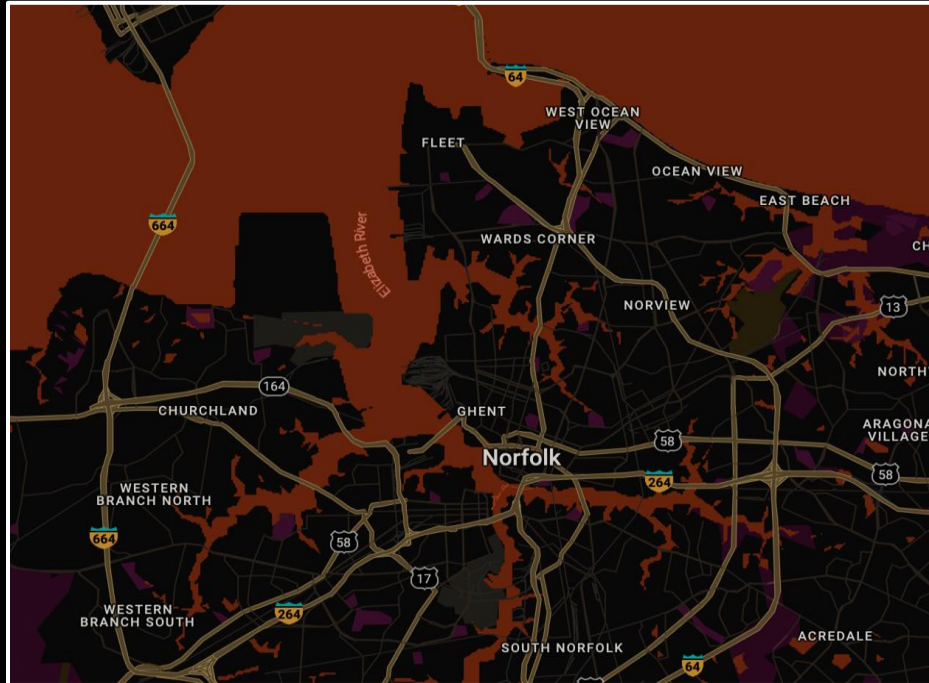 64
WEST OCEAN
VIEW
FLEET
OCEAN VIEW
EAST BEACH
664
Elizabeth River
WARDS CORNER
CH
NORVIEW
13
NORTH
164
CHURCHLAND
GHENT
ARAGONA
VILLAGE
58
Norfolk
264
58
WESTERN
BRANCH NORTH
664
58
17
WESTERN
BRANCH SOUTH
264
ACREDALE
SOUTH NORFOLK
64